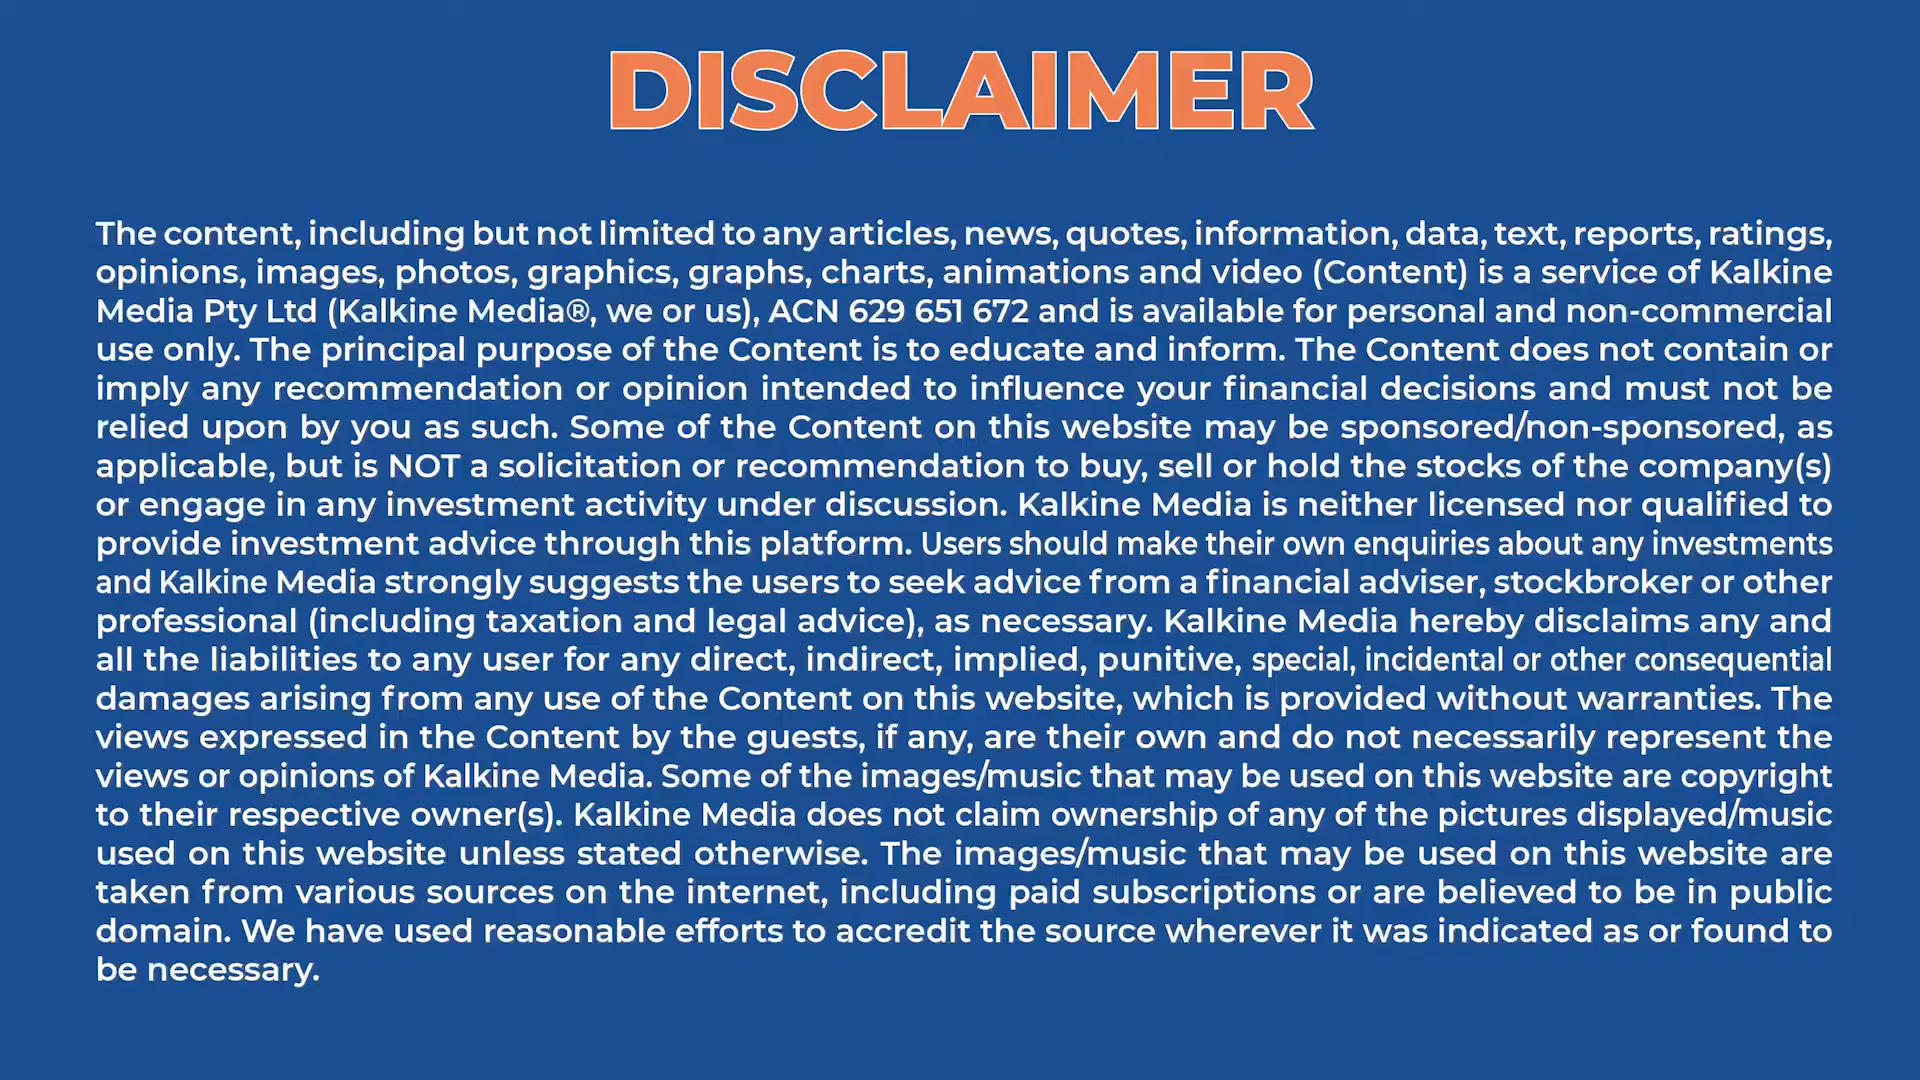 DISCLAIMER
The content, including but not limited to any articles, news, quotes, information, data, text, reports, ratings,
opinions, images, photos, graphics, graphs, charts, animations and video (Content) is a service of Kalkine
Media Pty Ltd (Kalkine Media®, we or us), ACN 629 651 672 and is available for personal and non-commercial
use only. The principal purpose of the Content is to educate and inform. The Content does not contain or
imply any recommendation or opinion intended to influence your financial decisions and must not be
relied upon by you as such. Some of the Content on this website may be sponsored/non-sponsored, as
applicable, but is NOT a solicitation or recommendation to buy, sell or hold the stocks of the company(s)
or engage in any investment activity under discussion. Kalkine Media is neither licensed nor qualified to
provide investment advice through this platform. Users should make their own enquiries about any investments
and Kalkine Media strongly suggests the users to seek advice from a financial adviser, stockbroker or other
professional (including taxation and legal advice), as necessary. Kalkine Media hereby disclaims any and
all the liabilities to any user for any direct, indirect, implied, punitive, special, incidental or other consequential
damages arising from any use of the Content on this website, which is provided without warranties. The
views expressed in the Content by the guests, if any, are their own and do not necessarily represent the
views or opinions of Kalkine Media. Some of the images/music that may be used on this website are copyright
to their respective owner(s). Kalkine Media does not claim ownership of any of the pictures displayed/music
used on this website unless stated otherwise. The images/music that may be used on this website are
taken from various sources on the internet, including paid subscriptions or are believed to be in public
domain. We have used reasonable efforts to accredit the source wherever it was indicated as or found to
be necessary.